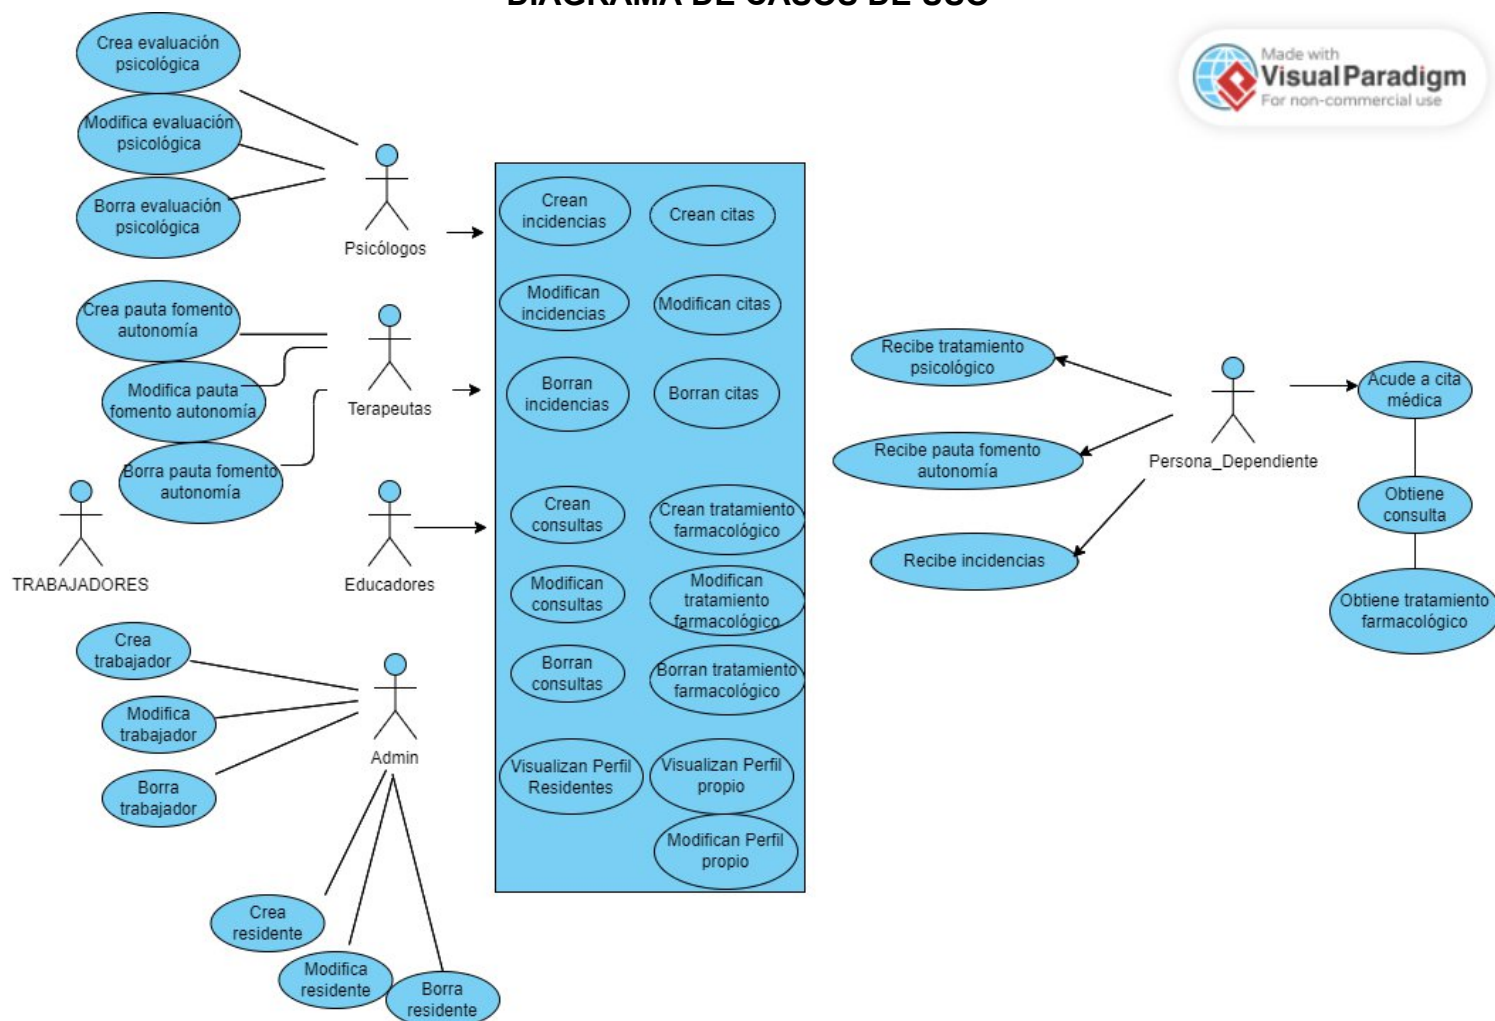 DIAGRAMA DE CASOS DE USO
Made with
Visual Paradigm
For non-commercial use
Crea evaluación
psicológica
Modifica evaluación
psicológica
Borra evaluación
psicológica
Psicólogos
Crea pauta fomento
autonomía
Modifica pauta
fomento autonomía
Borra pauta fomento
autonomía
Terapeutas
TRABAJADORES
Educadores
Crea
trabajador
Modifica
trabajador
Borra
trabajador
Admin
Crea
residente
Modifica
residente
Borra
residente
Crean
incidencias
Crean citas
Modifican
incidencias
Modifican citas
Borran
incidencias
Borran citas
Crean
consultas
Crean tratamiento
farmacológico
Modifican
consultas
Modifican
tratamiento
farmacológico
Borran
consultas
Borran tratamiento
farmacológico
Visualizan Perfil
Residentes
Visualizan Perfil
propio
Modifican Perfil
propio
Recibe tratamiento
psicológico
Recibe pauta fomento
autonomía
Recibe incidencias
Persona_Dependiente
Acude a cita
médica
Obtiene
consulta
Obtiene tratamiento
farmacológico